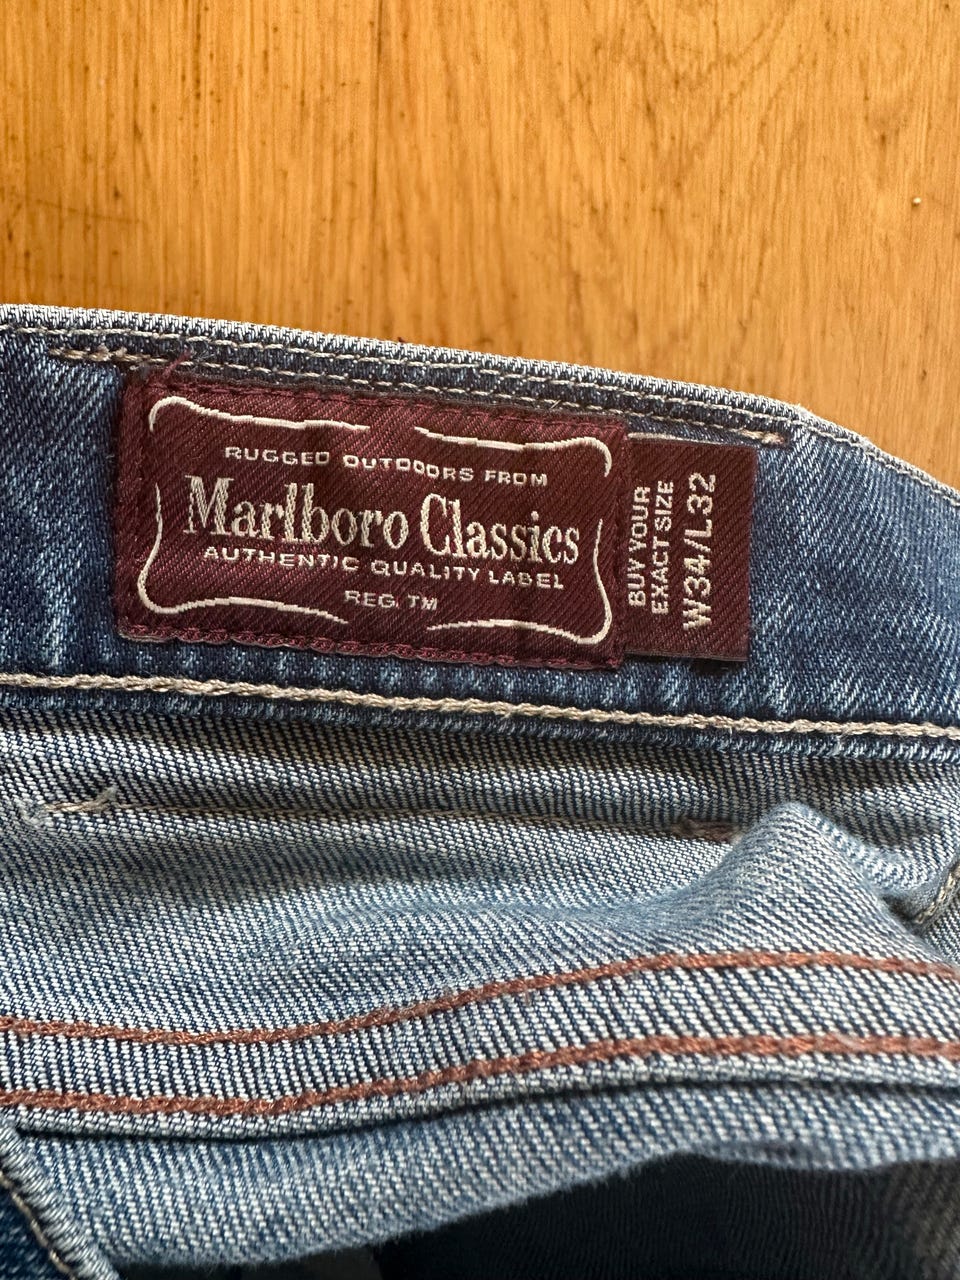 RUGGED OUTDOORS FROM
Marlboro Classics
AUTHENTIC QUALITY LABEL
REG. TM
BUY YOUR
EXACT SIZE
W34/L32